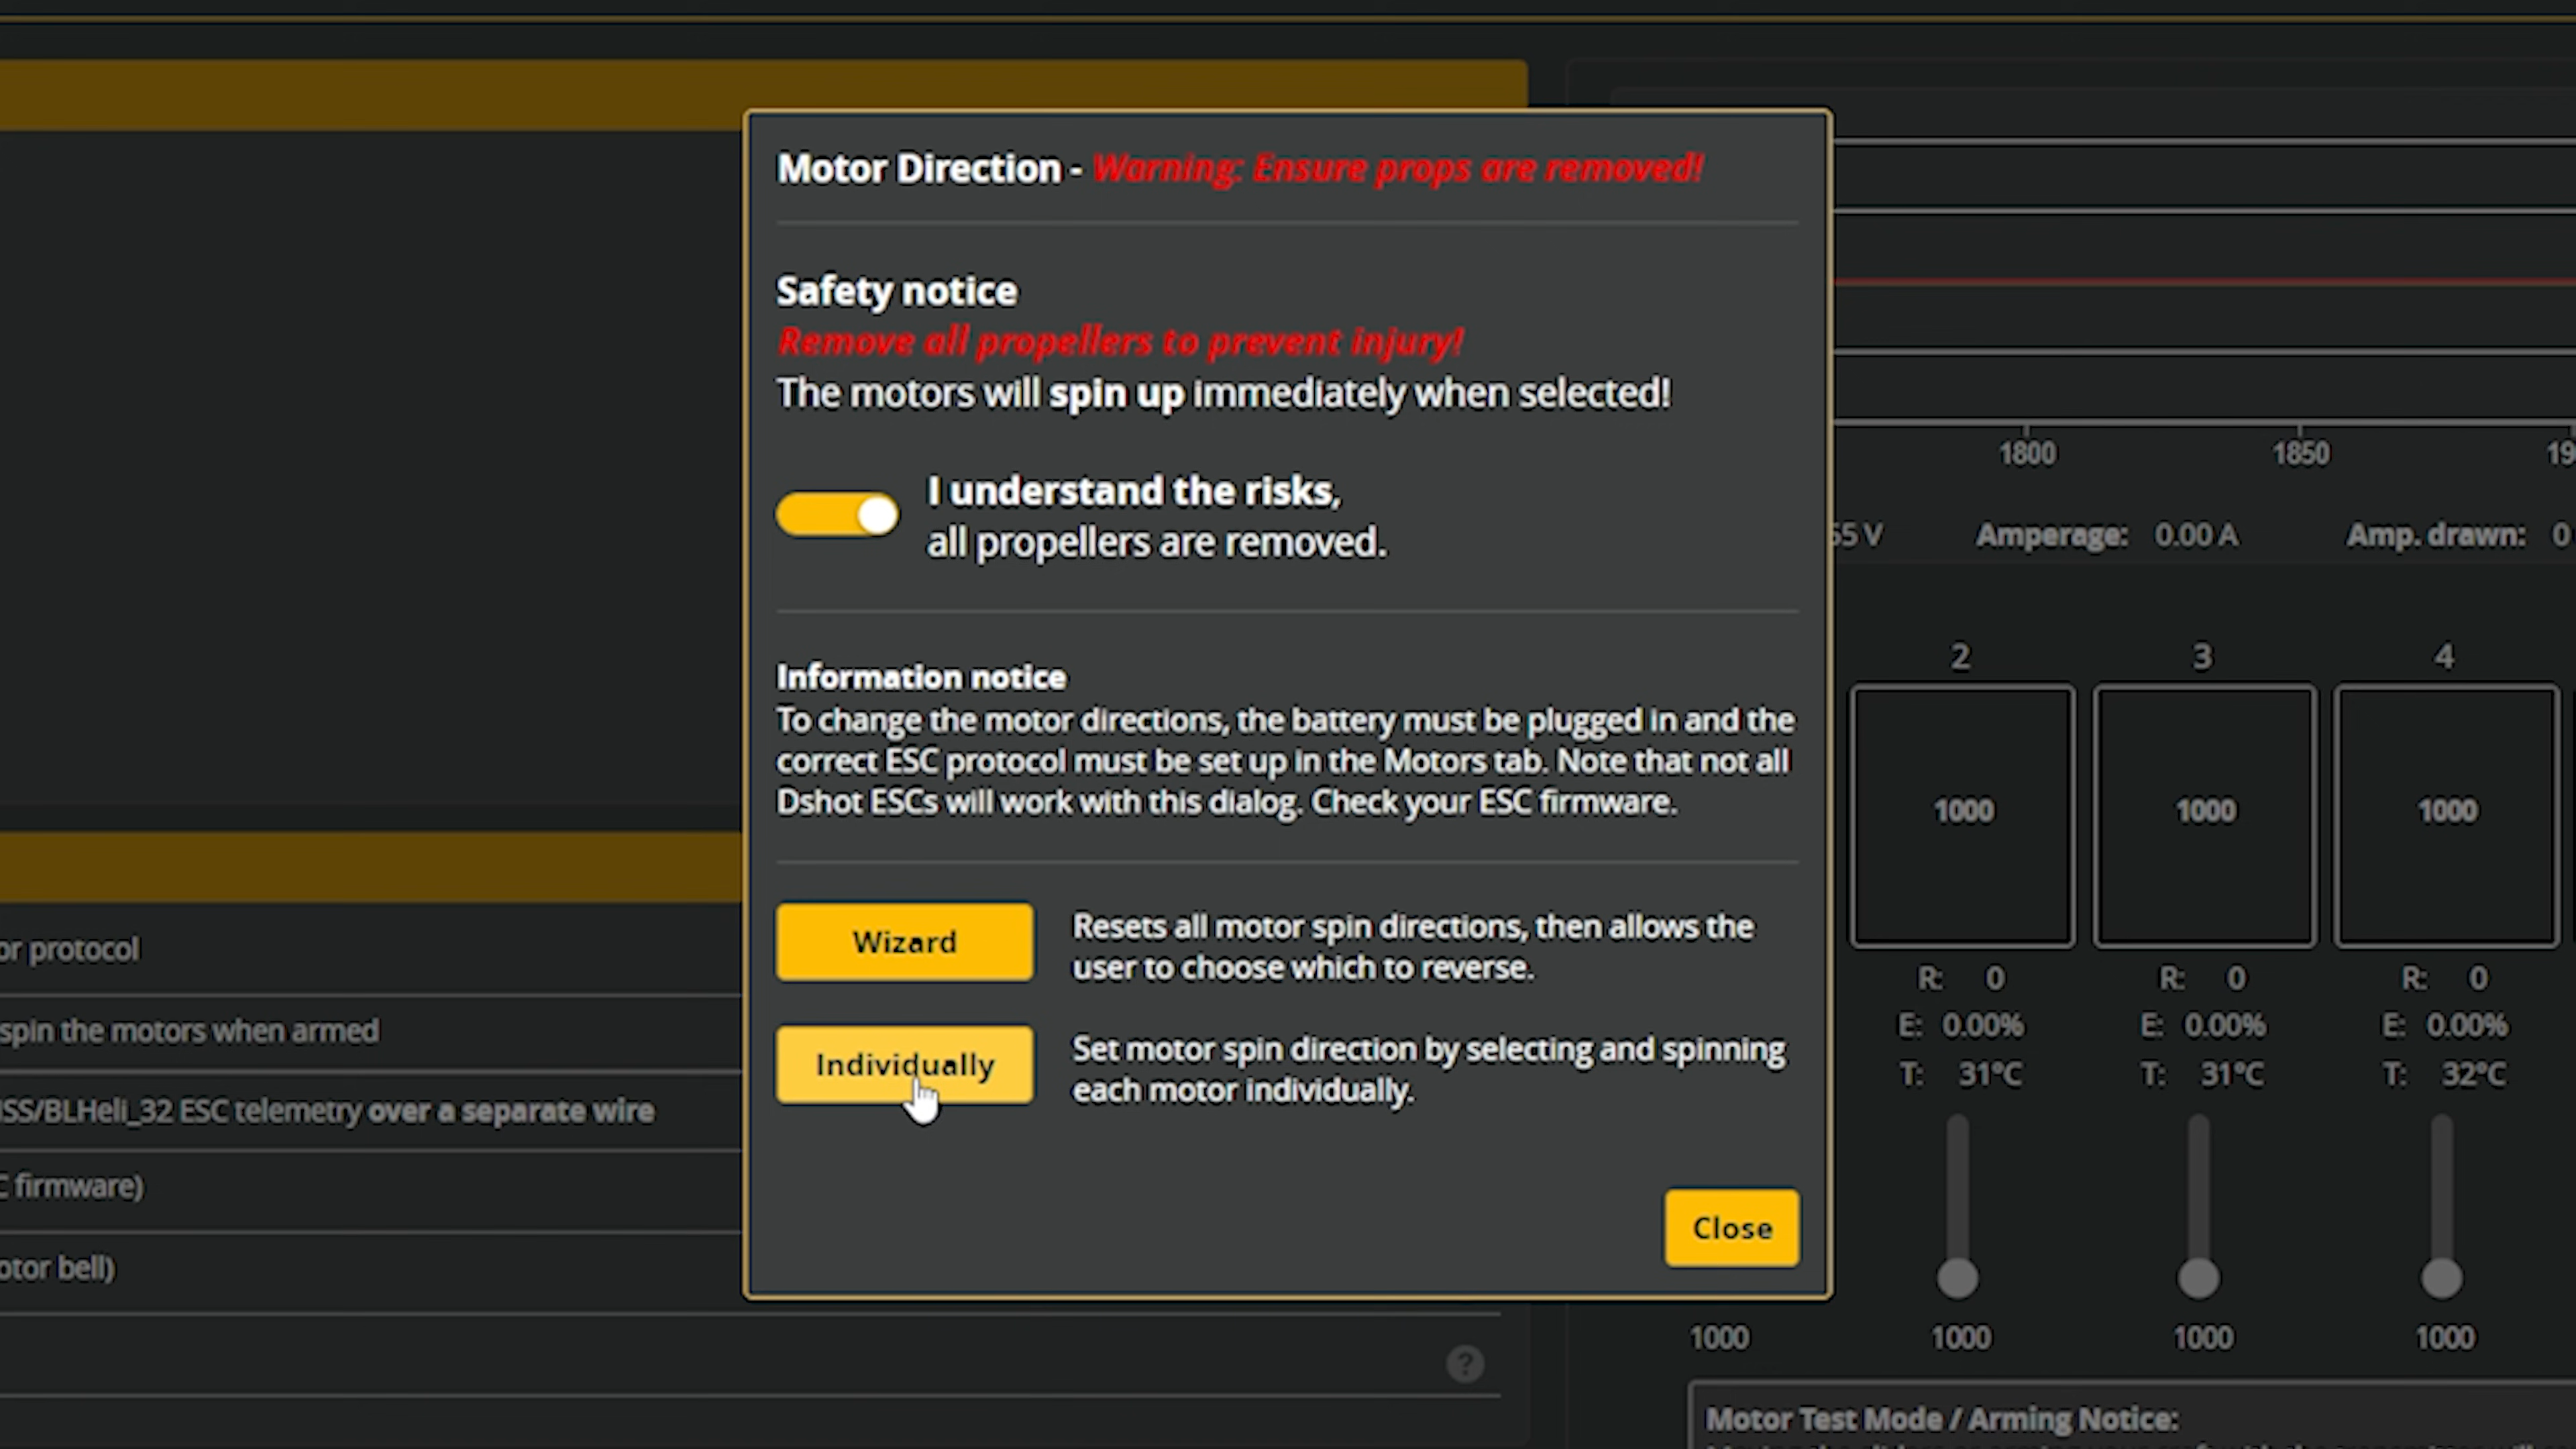 Motor Direction - Warning: Ensure props are removed!
Safety notice
Remove all propellers to prevent injury!
The motors will spin up immediately when selected!
I understand the risks,
all propellers are removed.
Information notice
To change the motor directions, the battery must be plugged in and the
correct ESC protocol must be set up in the Motors tab. Note that not all
Dshot ESCs will work with this dialog. Check your ESC firmware.
Wizard
Resets all motor spin directions, then allows the
user to choose which to reverse.
Individually
Set motor spin direction by selecting and spinning
each motor individually.
Close
or protocol
spin the motors when armed
ISS/BLHeli_32 ESC telemetry over a separate wire
C firmware)
otor bell)
?
1800 1850 19
55 V Amperage: 0.00 A Amp. drawn: 0
2 3 4
1000 1000 1000
R: 0 R: 0 R: 0
E: 0.00% E: 0.00% E: 0.00%
T: 31°C T: 31°C T: 32°C
1000 1000 1000 1000
Motor Test Mode / Arming Notice: